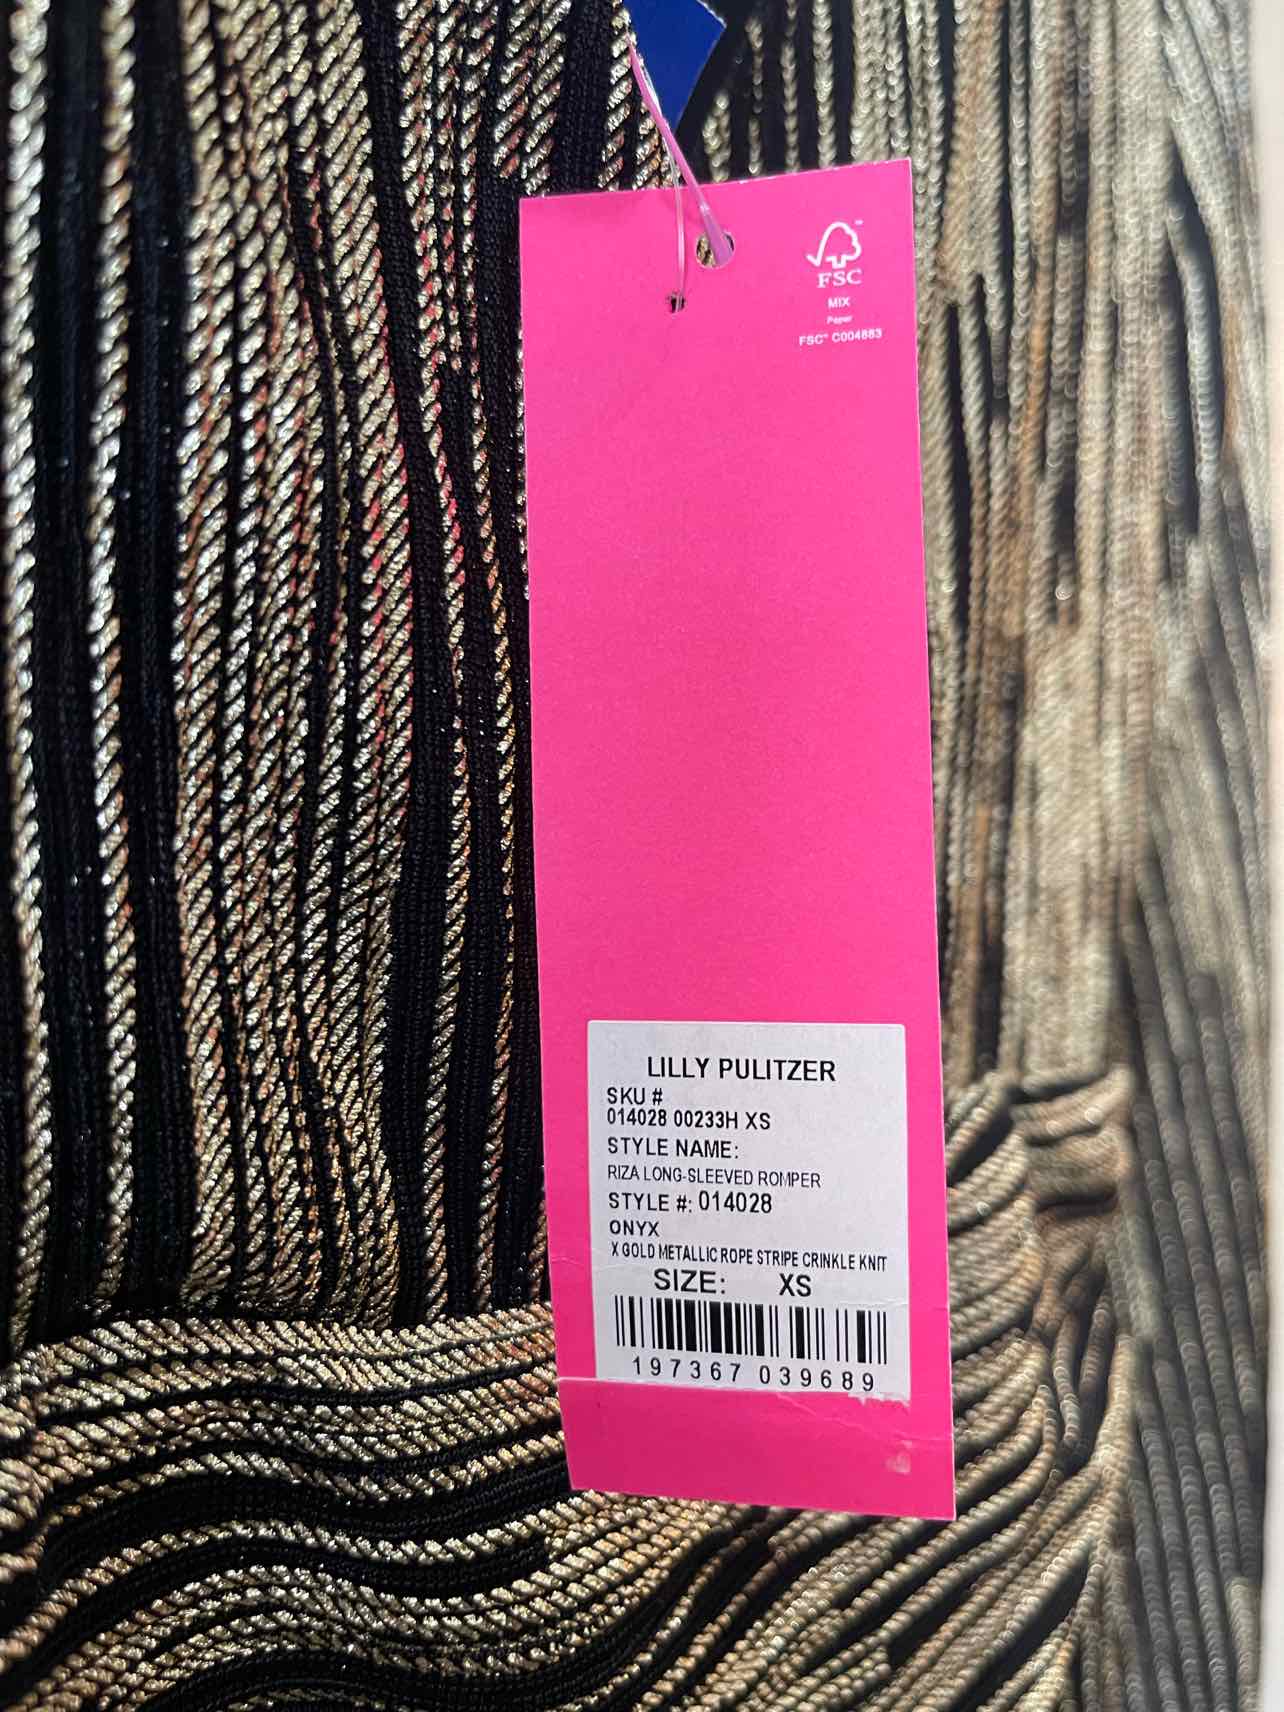 FSC™
MIX
Paper
FSC® C004883
LILLY PULITZER
SKU #
014028 00233H XS
STYLE NAME:
RIZA LONG-SLEEVED ROMPER
STYLE #: 014028
ONYX
X GOLD METALLIC ROPE STRIPE CRINKLE KNIT
SIZE: XS
197367 039689